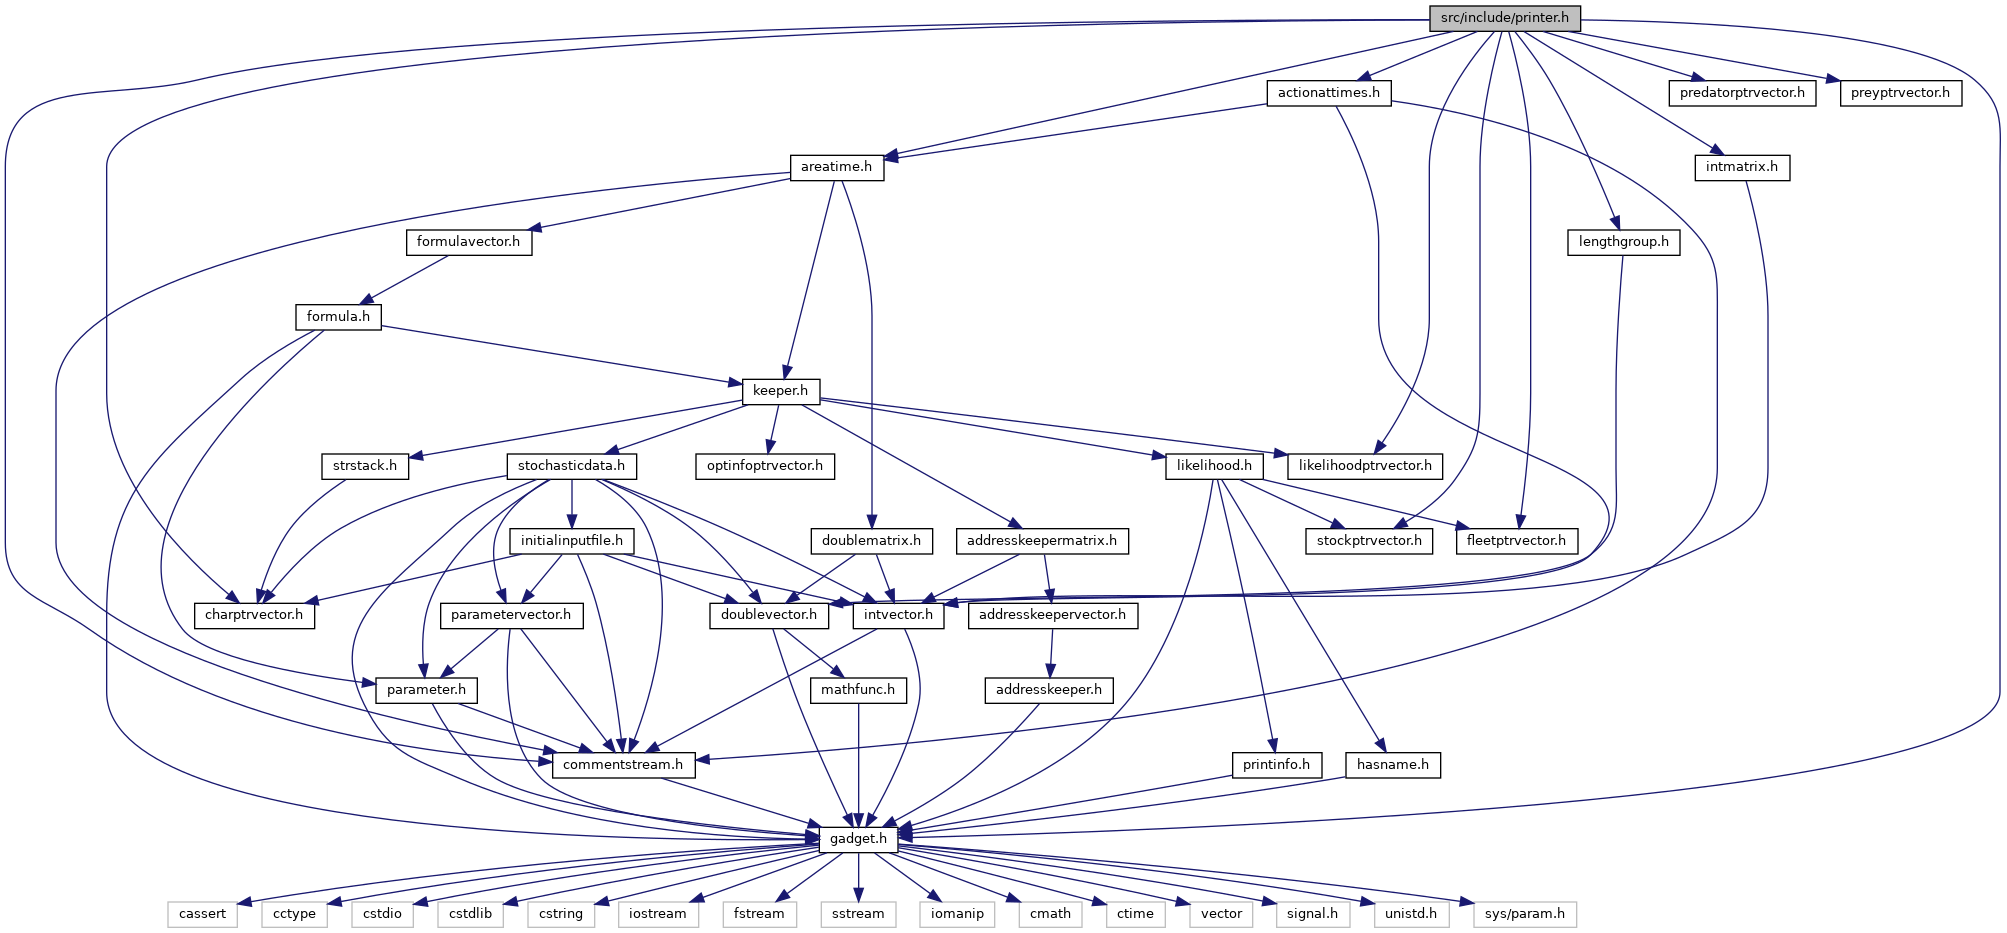 src/include/printer.h
actionattimes.h
predatorptrvector.h
preyptrvector.h
areatime.h
intmatrix.h
formulavector.h
lengthgroup.h
formula.h
keeper.h
strstack.h
stochasticdata.h
optinfoptrvector.h
likelihood.h
likelihoodptrvector.h
initialinputfile.h
doublematrix.h
addresskeepermatrix.h
stockptrvector.h
fleetptrvector.h
charptrvector.h
parametervector.h
doublevector.h
intvector.h
addresskeepervector.h
parameter.h
mathfunc.h
addresskeeper.h
commentstream.h
printinfo.h
hasname.h
gadget.h
cassert
cctype
cstdio
cstdlib
cstring
iostream
fstream
sstream
iomanip
cmath
ctime
vector
signal.h
unistd.h
sys/param.h